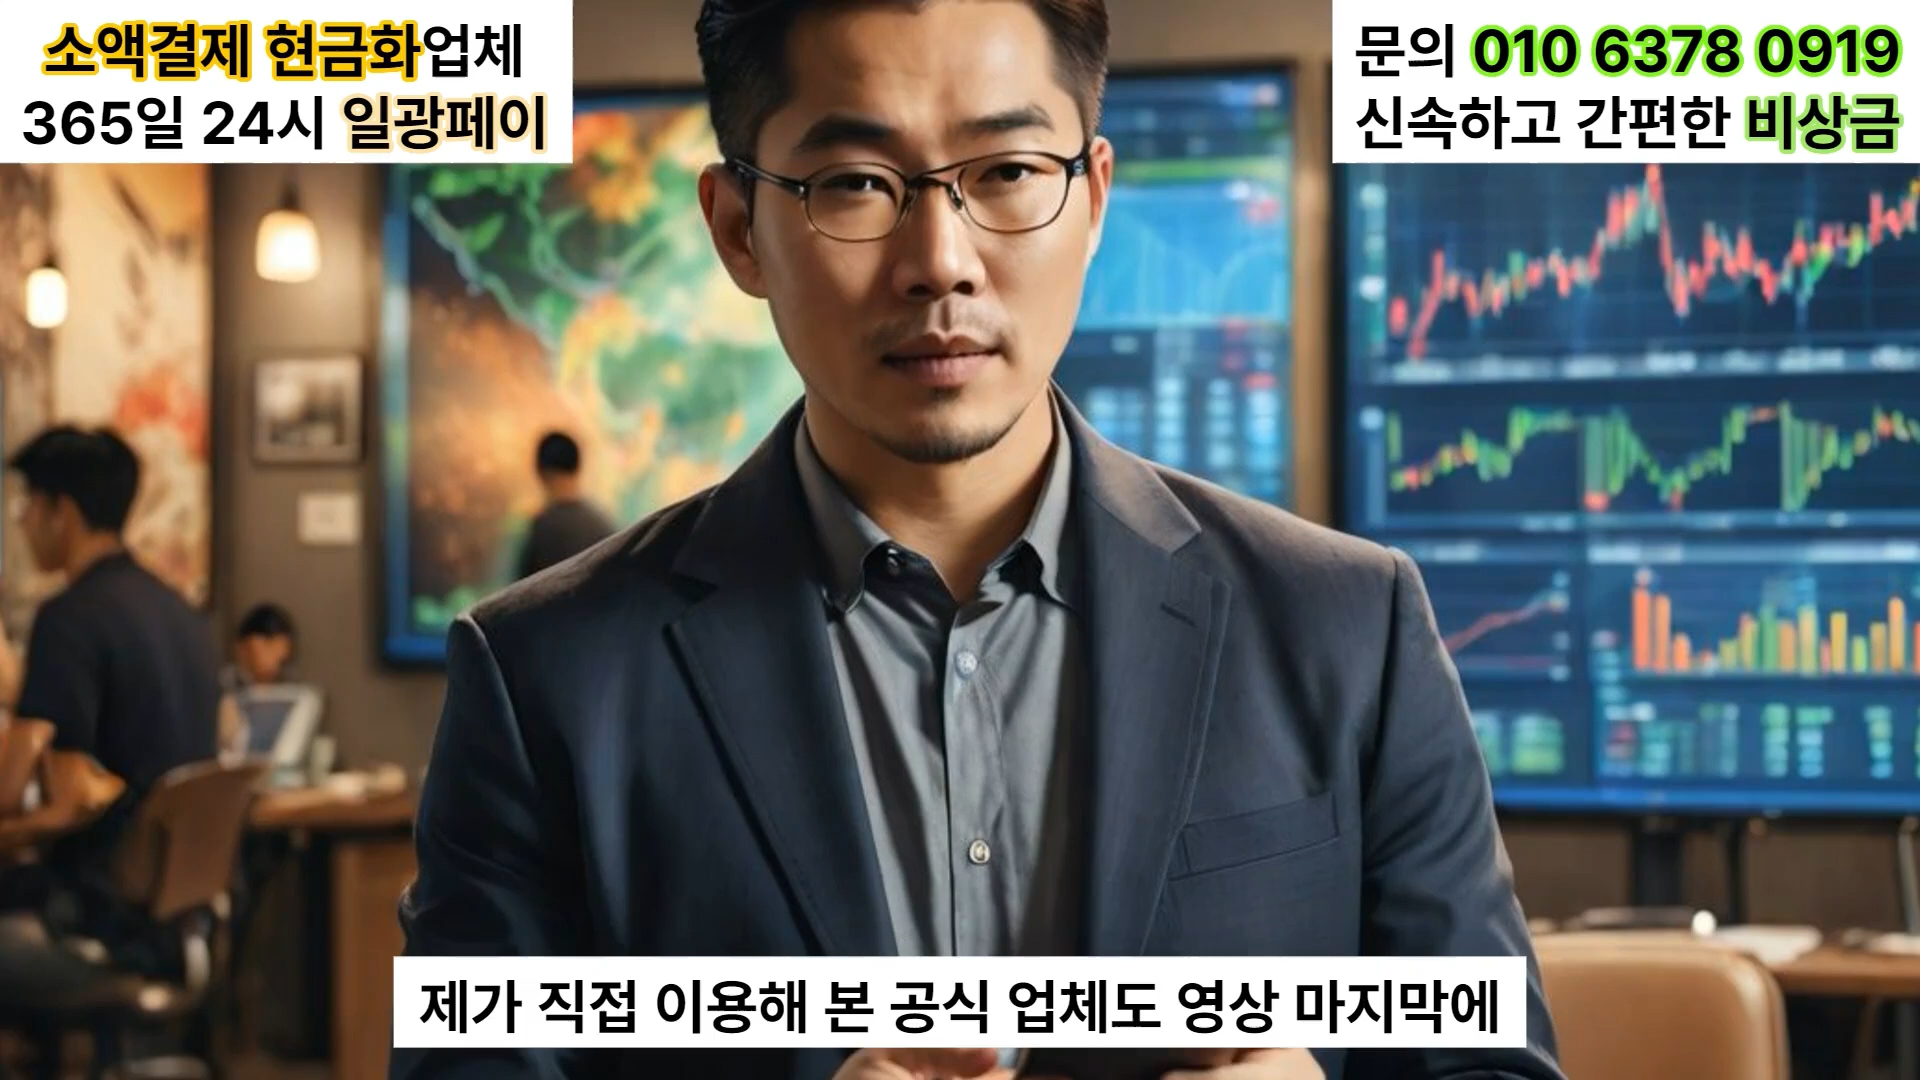 소액결제 현금화업체
365일 24시 일광페이
문의 010 6378 0919
신속하고 간편한 비상금
제가 직접 이용해 본 공식 업체도 영상 마지막에